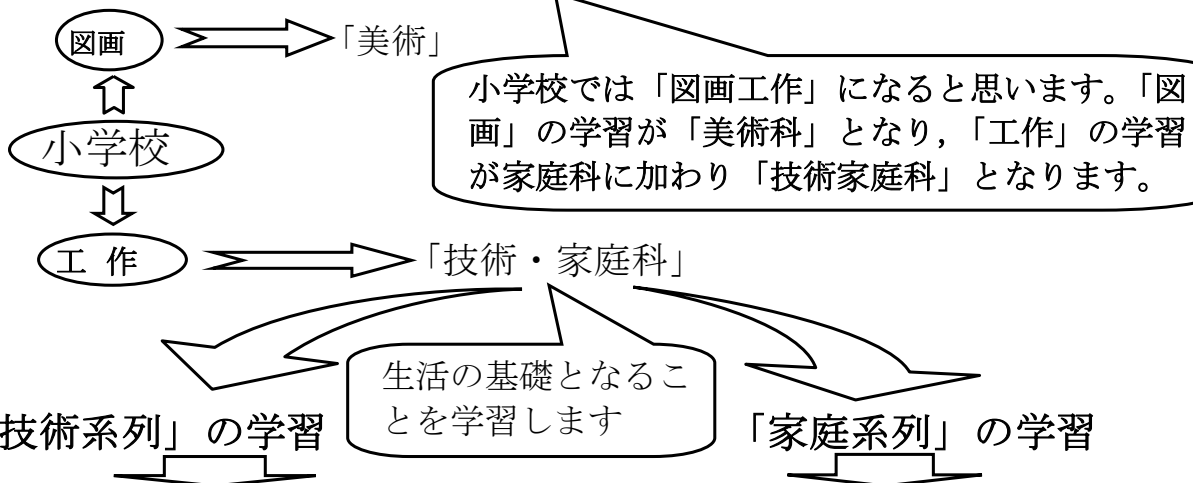 図画
「美術」
小学校では「図画工作」になると思います。「図
画」の学習が「美術科」となり，「工作」の学習
が家庭科に加わり「技術家庭科」となります。
小学校
工 作
「技術・家庭科」
生活の基礎となるこ
とを学習します
技術系列」の学習
「家庭系列」の学習